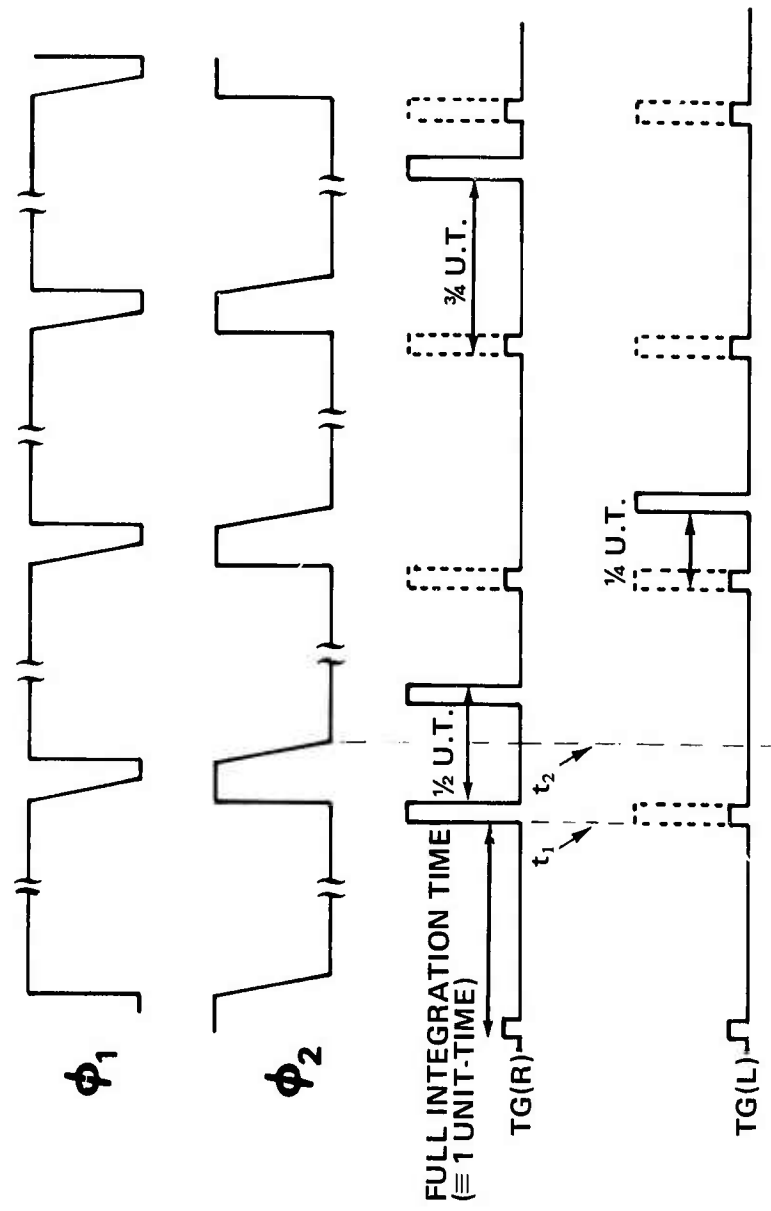 ϕ1
ϕ2
FULL INTEGRATION TIME
(≡ 1 UNIT-TIME)
½ U.T.
¾ U.T.
TG(R)
t1
t2
¼ U.T.
TG(L)